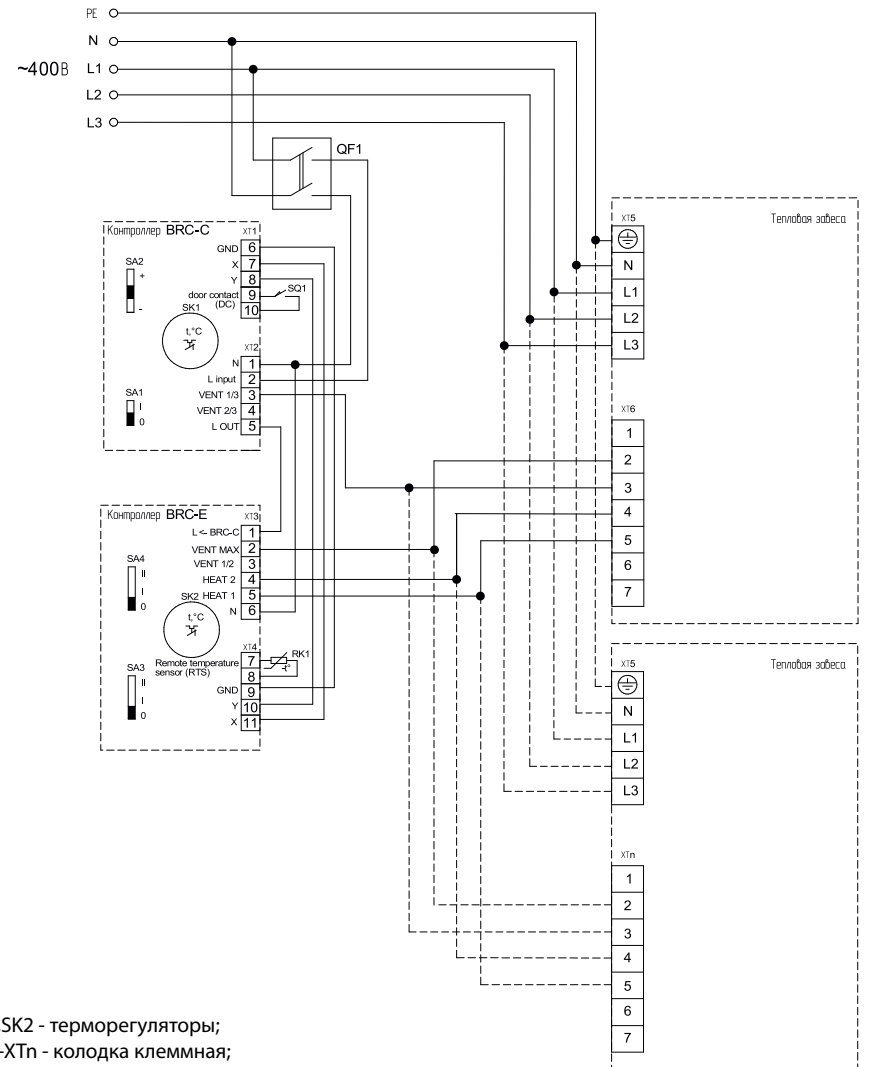 PE
N
~400В L1
L2
L3
QF1
Контроллер BRC-C XT1
GND 6
X 7
Y 8
door contact (DC) 9
10
SQ1
SA2
+
-
SK1
t,°C
XT2
N 1
L input 2
VENT 1/3 3
VENT 2/3 4
L OUT 5
SA1
I
0
Контроллер BRC-E XT3
L <- BRC-C 1
VENT MAX 2
VENT 1/2 3
HEAT 2 4
HEAT 1 5
N 6
SA4
II
I
0
SK2
t,°C
XT4
Remote temperature
sensor (RTS)
7
8
GND 9
Y 10
X 11
RK1
-t°
SA3
II
I
0
XT5
Тепловая завеса
N
L1
L2
L3
XT6
1
2
3
4
5
6
7
XT5
Тепловая завеса
N
L1
L2
L3
XTn
1
2
3
4
5
6
7
,SK2 - терморегуляторы;
-XTn - колодка клеммная;